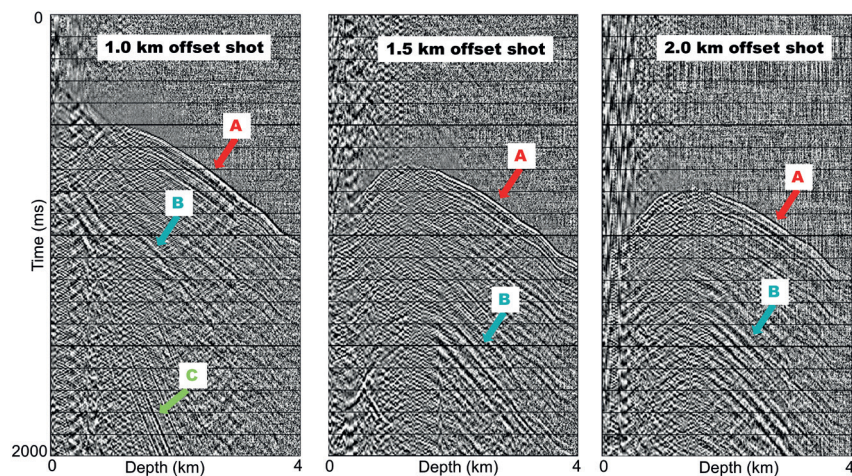 0
1.0 km offset shot
1.5 km offset shot
2.0 km offset shot
A
A
A
B
B
B
C
Time (ms)
2000
0
Depth (km)
4
0
Depth (km)
4
0
Depth (km)
4